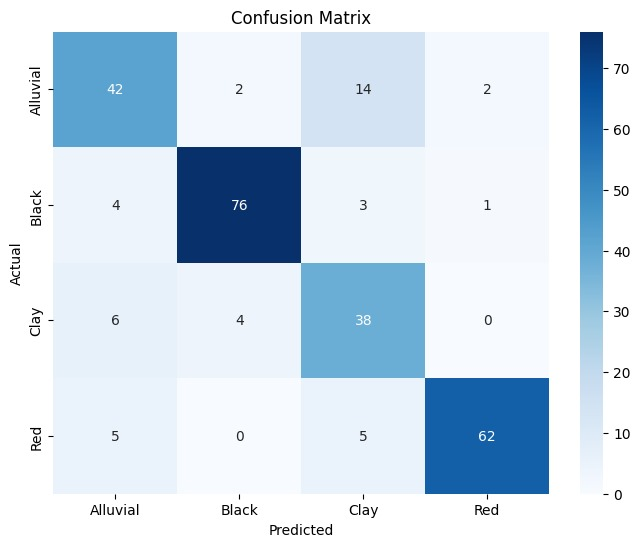 Confusion Matrix
Alluvial 42 2 14 2
Black 4 76 3 1
Clay 6 4 38 0
Red 5 0 5 62
Alluvial Black Clay Red
Predicted
Actual
70
60
50
40
30
20
10
0